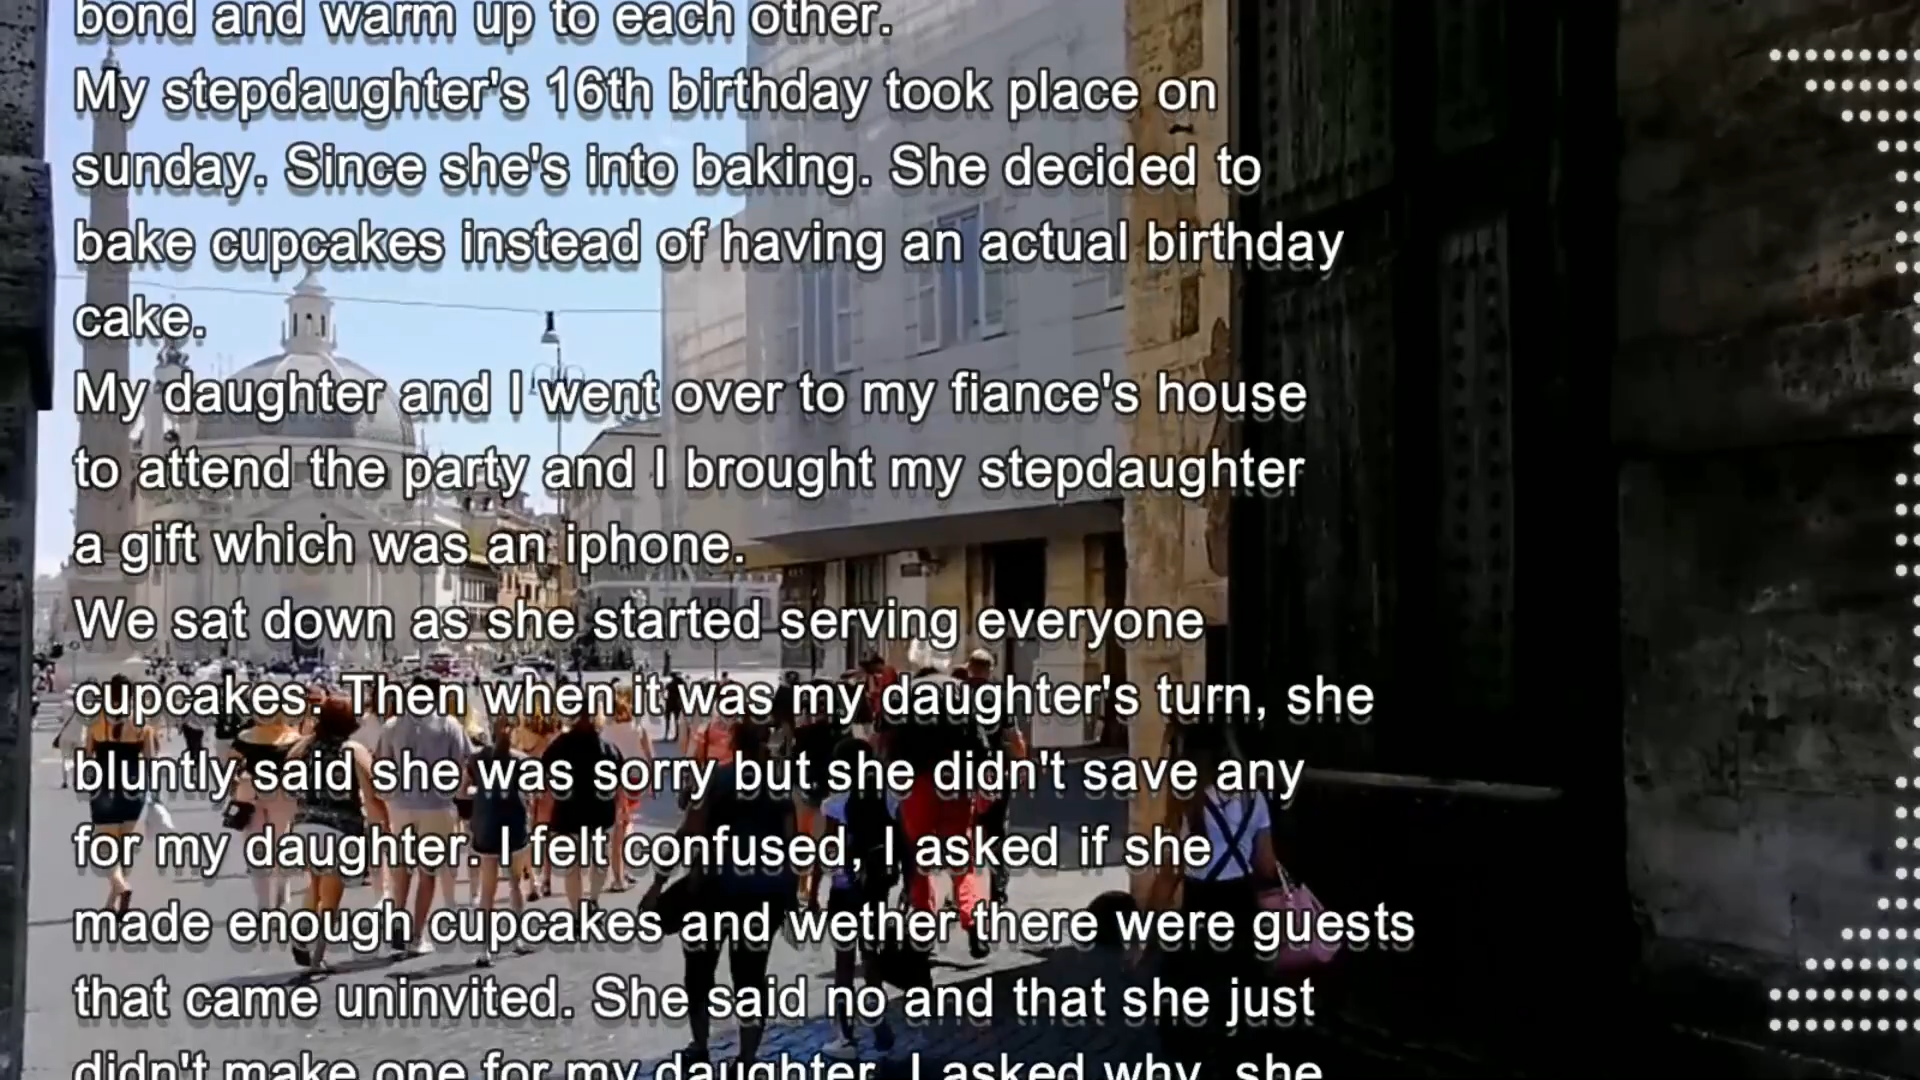 bond and warm up to each other.
My stepdaughter's 16th birthday took place on
sunday. Since she's into baking. She decided to
bake cupcakes instead of having an actual birthday
cake.
My daughter and I went over to my fiance's house
to attend the party and I brought my stepdaughter
a gift which was an iphone.
We sat down as she started serving everyone
cupcakes. Then when it was my daughter's turn, she
bluntly said she was sorry but she didn't save any
for my daughter. I felt confused, I asked if she
made enough cupcakes and wether there were guests
that came uninvited. She said no and that she just
didn't make one for my daughter. I asked why, she